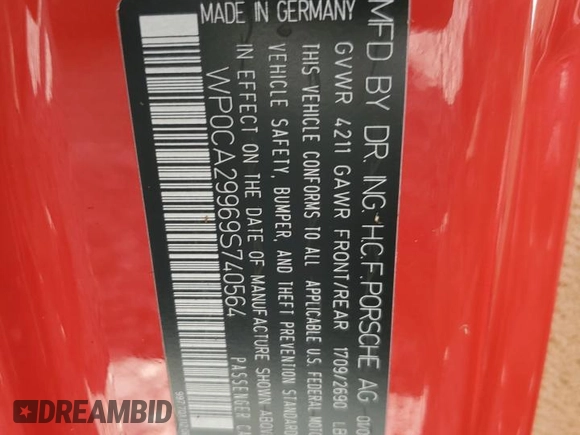 MFD BY DR. ING. H.C.F. PORSCHE AG
GVWR 4211 GAWR FRONT/REAR 1709/2690
THIS VEHICLE CONFORMS TO ALL APPLICABLE U.S. FEDERAL
VEHICLE SAFETY, BUMPER, AND THEFT PREVENTION
IN EFFECT ON THE DATE OF MANUFACTURE SHOWN
WP0CA29969S740564
PASSENGER
MADE IN GERMANY
BIDHISTORY